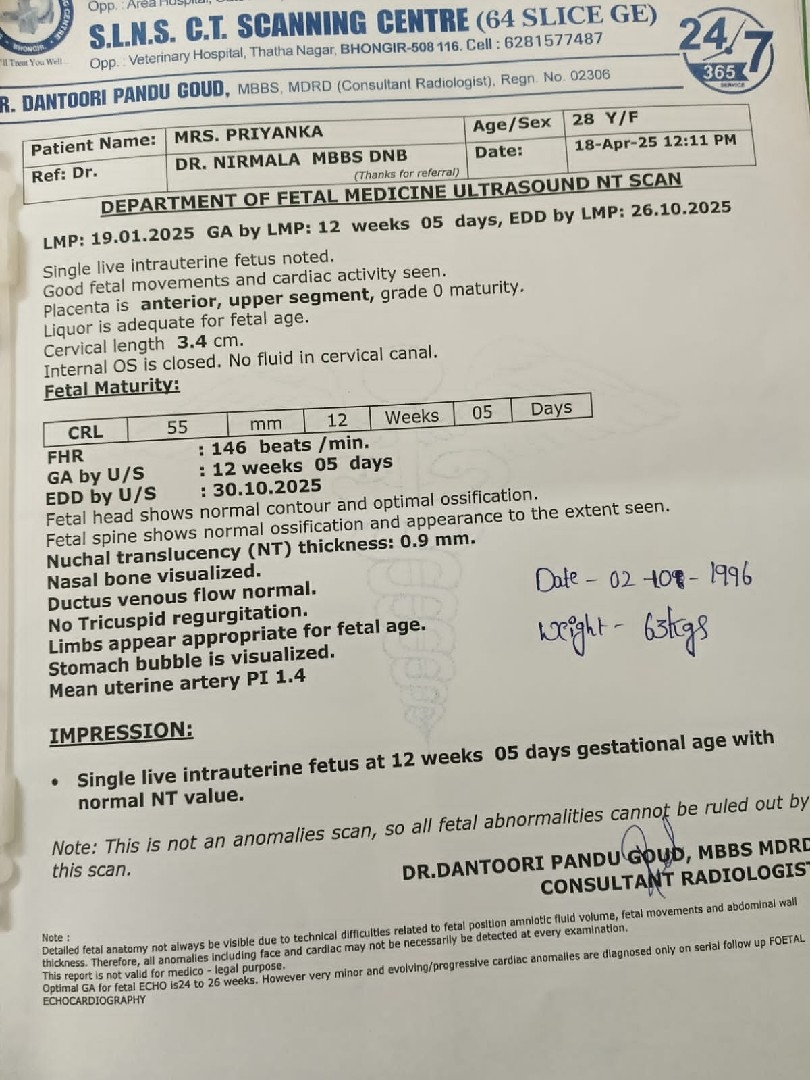 Opp. : Area Hospital,
S.L.N.S. C.T. SCANNING CENTRE (64 SLICE GE)
Opp. : Veterinary Hospital, Thatha Nagar, BHONGIR-508 116. Cell : 6281577487
24/7
365
SERVICE
BHONGIR
Treat You Well..
R. DANTOORI PANDU GOUD, MBBS, MDRD (Consultant Radiologist), Regn. No. 02306
Patient Name: MRS. PRIYANKA Age/Sex 28 Y/F
Ref: Dr. DR. NIRMALA MBBS DNB Date: 18-Apr-25 12:11 PM
(Thanks for referral)
DEPARTMENT OF FETAL MEDICINE ULTRASOUND NT SCAN
LMP: 19.01.2025 GA by LMP: 12 weeks 05 days, EDD by LMP: 26.10.2025
Single live intrauterine fetus noted.
Good fetal movements and cardiac activity seen.
Placenta is anterior, upper segment, grade 0 maturity.
Liquor is adequate for fetal age.
Cervical length 3.4 cm.
Internal OS is closed. No fluid in cervical canal.
Fetal Maturity:
CRL 55 mm 12 Weeks 05 Days
FHR : 146 beats /min.
GA by U/S : 12 weeks 05 days
EDD by U/S : 30.10.2025
Fetal head shows normal contour and optimal ossification.
Fetal spine shows normal ossification and appearance to the extent seen.
Nuchal translucency (NT) thickness: 0.9 mm.
Nasal bone visualized.
Ductus venous flow normal.
No Tricuspid regurgitation.
Limbs appear appropriate for fetal age.
Stomach bubble is visualized.
Mean uterine artery PI 1.4
Date - 02 - - 1996
Weight - 63kgs
IMPRESSION:
• Single live intrauterine fetus at 12 weeks 05 days gestational age with
normal NT value.
Note: This is not an anomalies scan, so all fetal abnormalities cannot be ruled out by
this scan.
DR.DANTOORI PANDU GOUD, MBBS MDRD
CONSULTANT RADIOLOGIST
Note :
Detailed fetal anatomy not always be visible due to technical difficulties related to fetal position amniotic fluid volume, fetal movements and abdominal wall
thickness. Therefore, all anomalies including face and cardiac may not be necessarily be detected at every examination.
This report is not valid for medico - legal purpose.
Optimal GA for fetal ECHO is24 to 26 weeks. However very minor and evolving/progressive cardiac anomalies are diagnosed only on serial follow up FOETAL
ECHOCARDIOGRAPHY